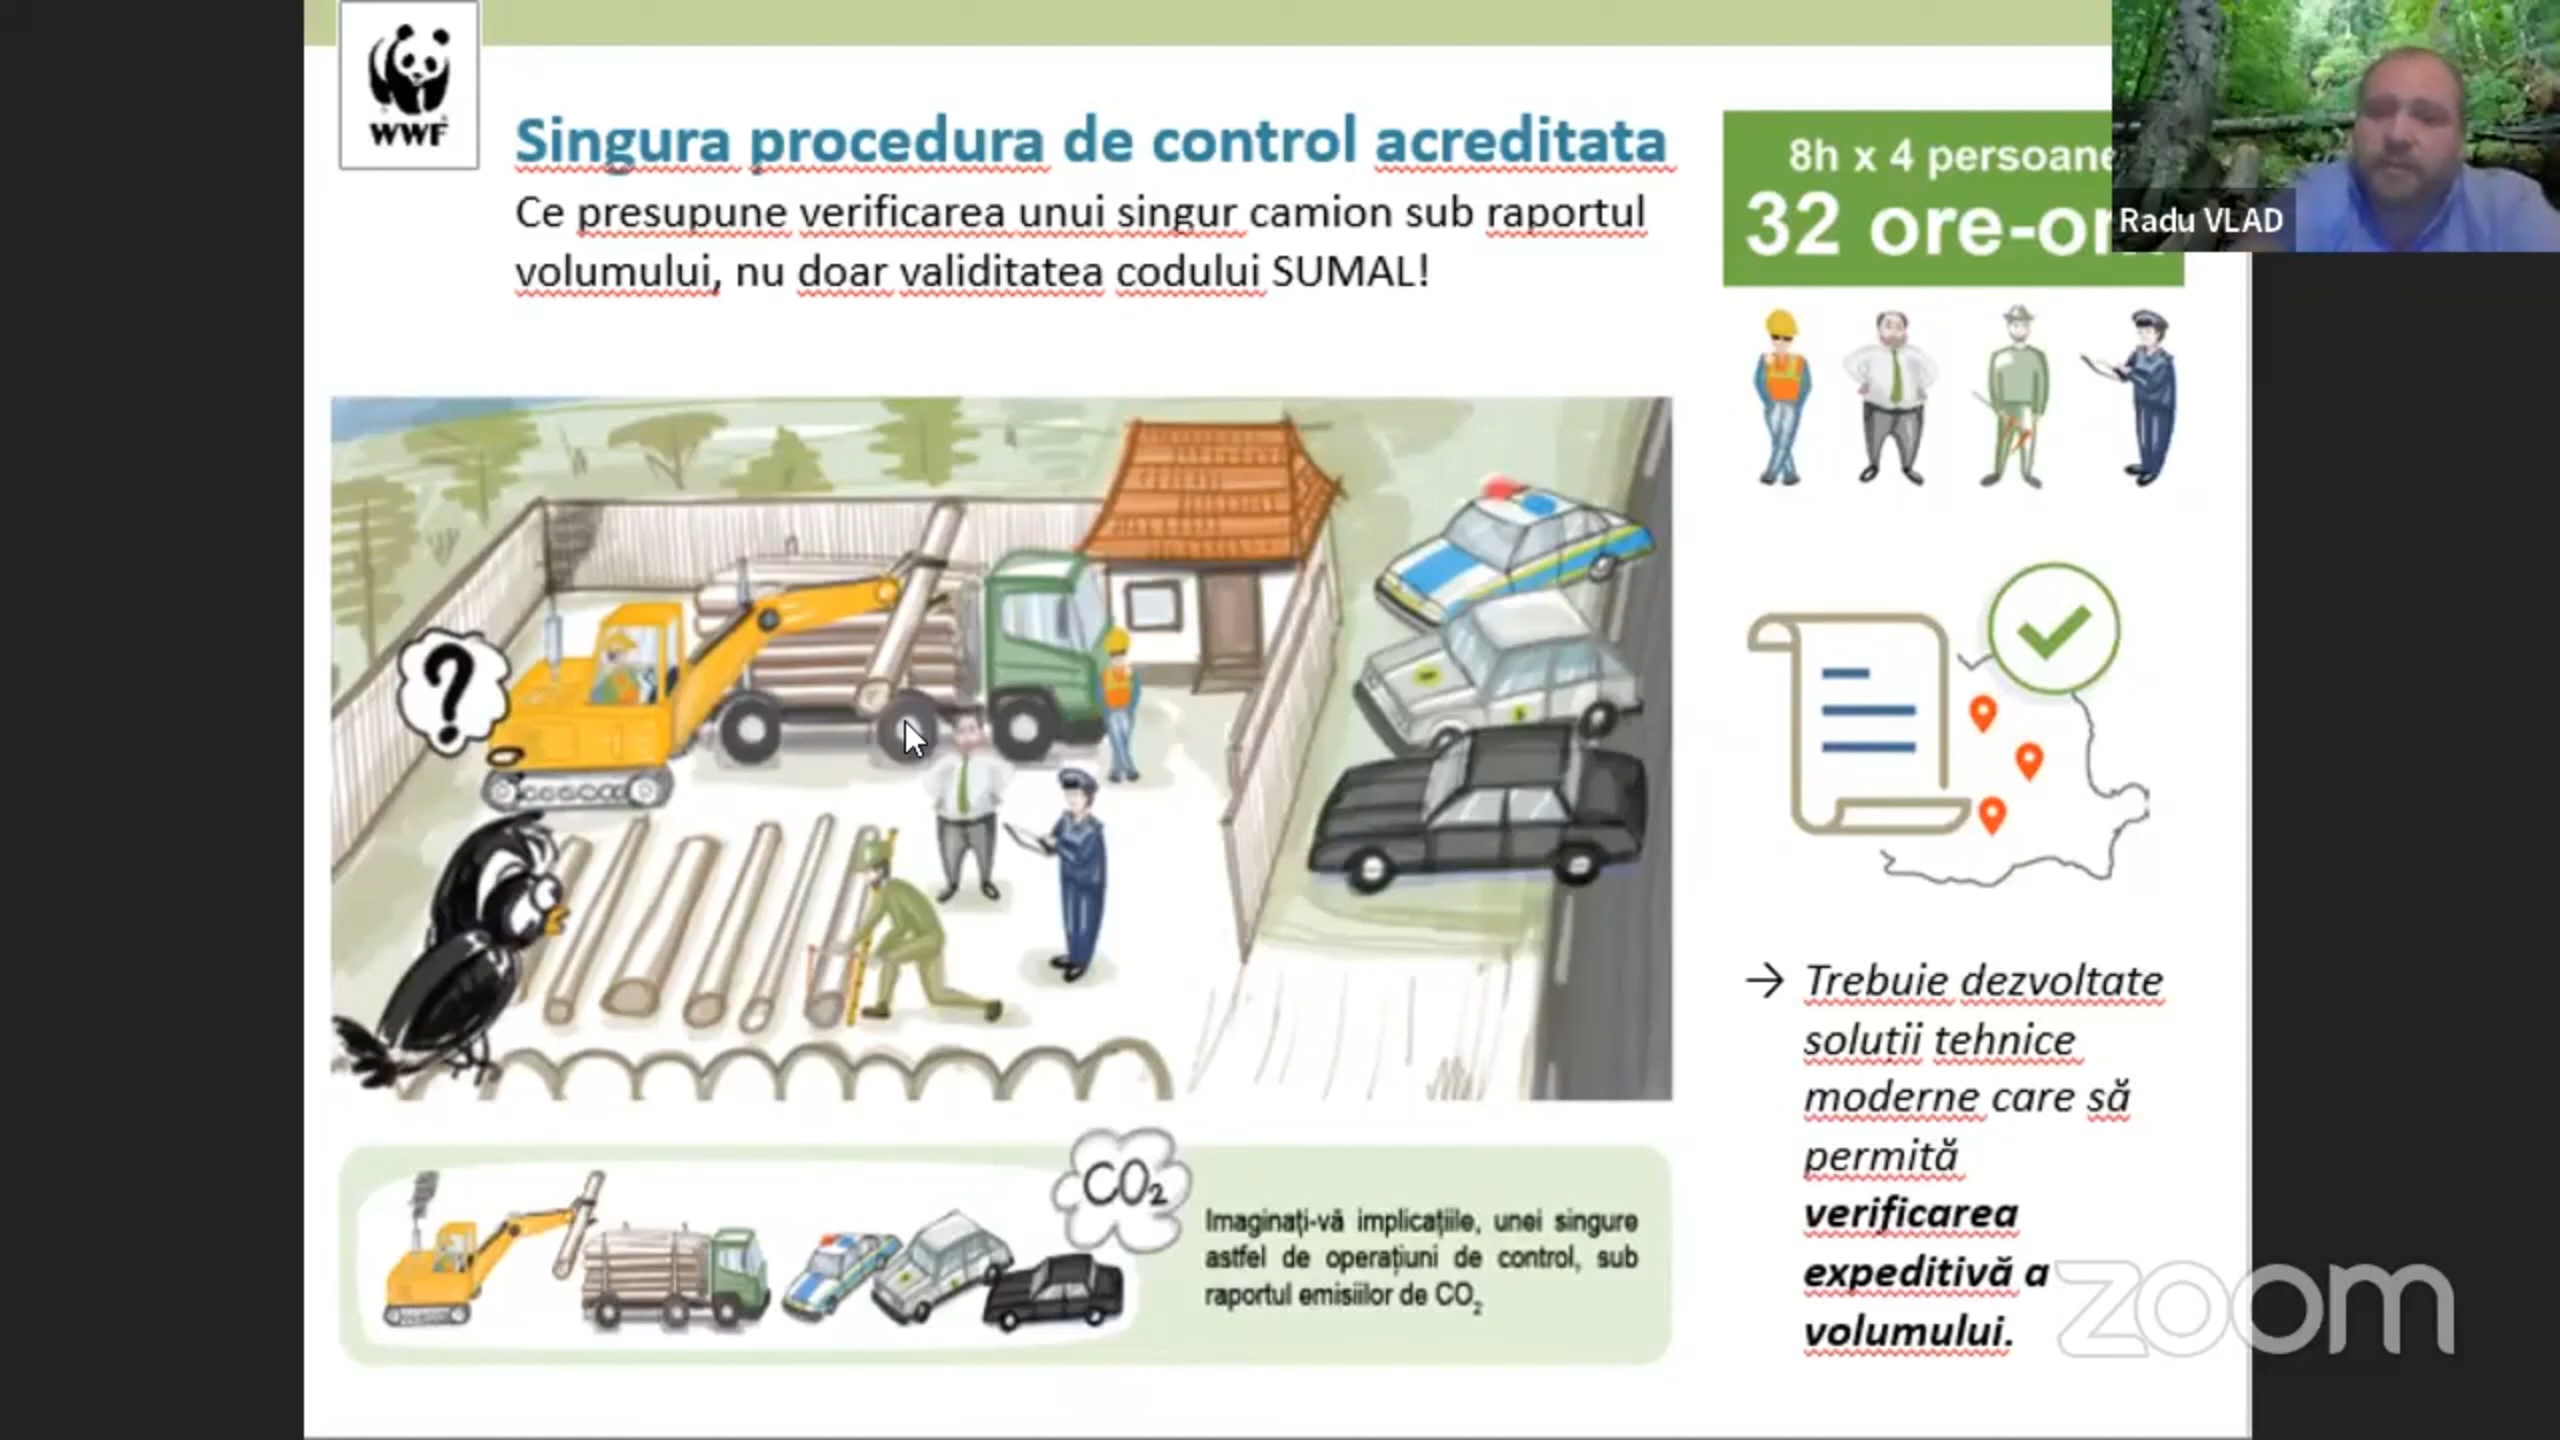 WWF
Singura procedura de control acreditata
Ce presupune verificarea unui singur camion sub raportul
volumului, nu doar validitatea codului SUMAL!
8h x 4 persoane
32 ore-om
Radu VLAD
?
→ Trebuie dezvoltate
soluții tehnice
moderne care să
permită
verificarea
expeditivă a
volumului.
CO2
Imaginați-vă implicațiile, unei singure
astfel de operațiuni de control, sub
raportul emisiilor de CO2
zoom